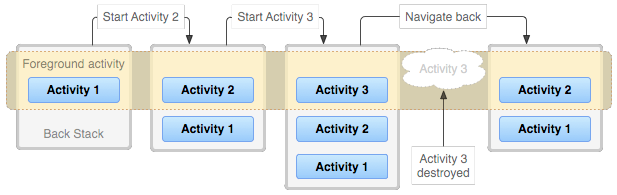 Start Activity 2
Start Activity 3
Navigate back
Foreground activity
Activity 1
Activity 2
Activity 3
Activity 3
Activity 2
Back Stack
Activity 1
Activity 2
Activity 1
Activity 1
Activity 3
destroyed